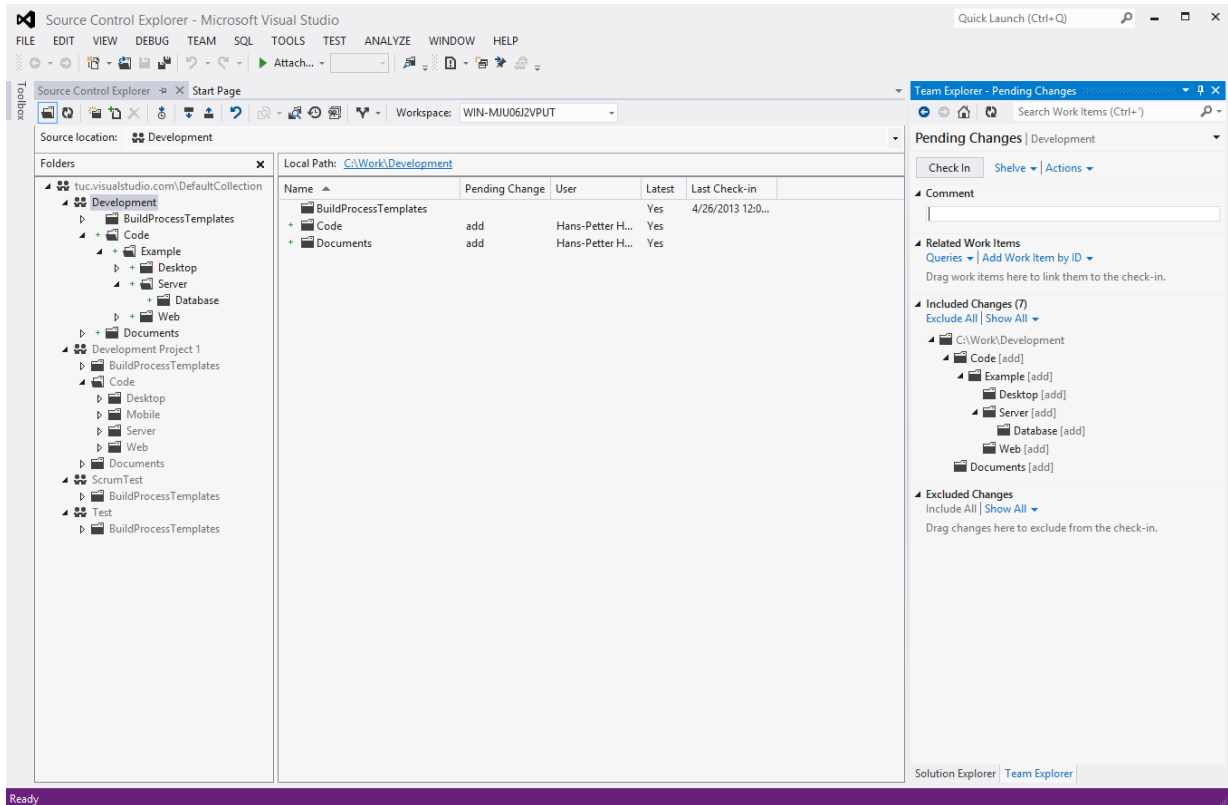 Source Control Explorer - Microsoft Visual Studio
Quick Launch (Ctrl+Q)
FILE EDIT VIEW DEBUG TEAM SQL TOOLS TEST ANALYZE WINDOW HELP
Attach...
Toolbox
Source Control Explorer
Start Page
Workspace: WIN-MJU06J2VPUT
Source location: Development
Folders
tuc.visualstudio.com\DefaultCollection
Development
BuildProcessTemplates
+ Code
+ Example
+ Desktop
+ Server
+ Database
+ Web
+ Documents
Development Project 1
BuildProcessTemplates
Code
Desktop
Mobile
Server
Web
Documents
ScrumTest
BuildProcessTemplates
Test
BuildProcessTemplates
Local Path: C:\Work\Development
Name Pending Change User Latest Last Check-in
BuildProcessTemplates Yes 4/26/2013 12:0...
+ Code add Hans-Petter H... Yes
+ Documents add Hans-Petter H... Yes
Team Explorer - Pending Changes
Search Work Items (Ctrl+')
Pending Changes | Development
Check In Shelve | Actions
Comment
Related Work Items
Queries | Add Work Item by ID
Drag work items here to link them to the check-in.
Included Changes (7)
Exclude All | Show All
C:\Work\Development
Code [add]
Example [add]
Desktop [add]
Server [add]
Database [add]
Web [add]
Documents [add]
Excluded Changes
Include All | Show All
Drag changes here to exclude from the check-in.
Solution Explorer Team Explorer
Ready